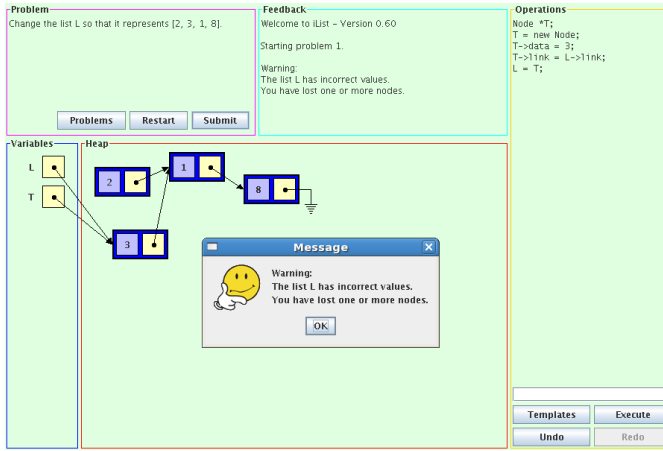 Problem
Change the list L so that it represents [2, 3, 1, 8].
Problems
Restart
Submit
Feedback
Welcome to iList - Version 0.60
Starting problem 1.
Warning:
The list L has incorrect values.
You have lost one or more nodes.
Operations
Node *T;
T = new Node;
T->data = 3;
T->link = L->link;
L = T;
Variables
L
T
Heap
2
1
8
3
Message
Warning:
The list L has incorrect values.
You have lost one or more nodes.
OK
Templates
Execute
Undo
Redo